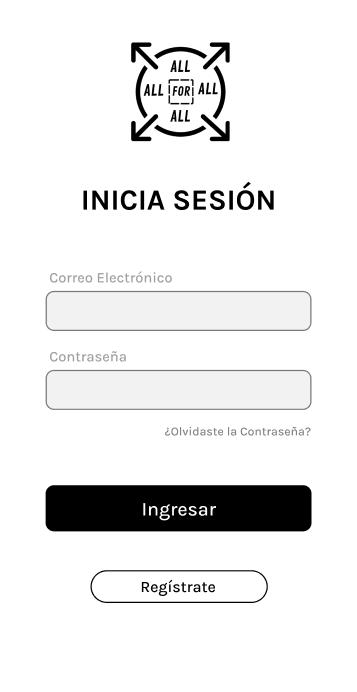 ALL
ALL FOR ALL
ALL
INICIA SESIÓN
Correo Electrónico
Contraseña
¿Olvidaste la Contraseña?
Ingresar
Regístrate